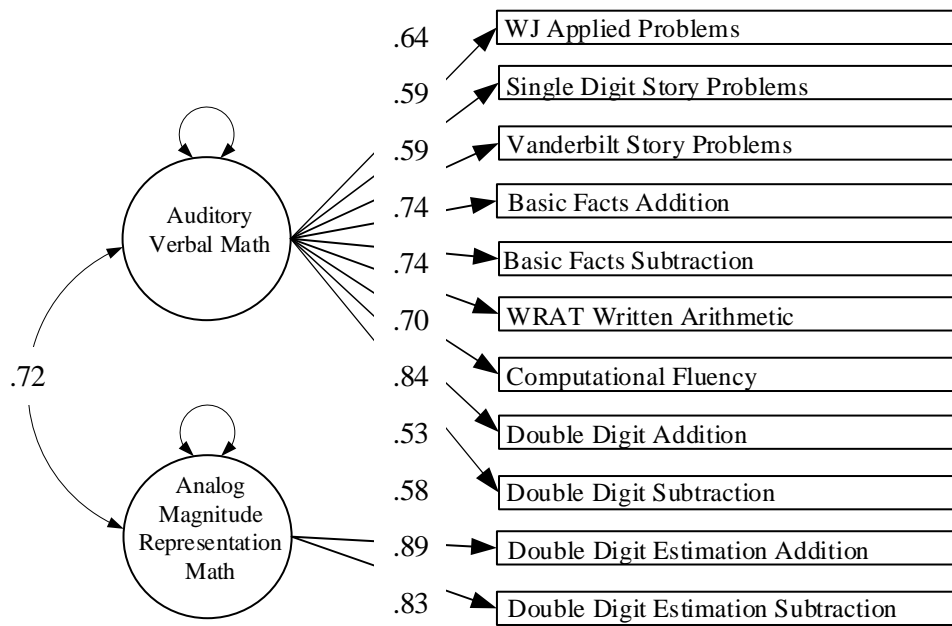 .64
WJ Applied Problems
.59
Single Digit Story Problems
.59
Vanderbilt Story Problems
.74
Basic Facts Addition
.74
Basic Facts Subtraction
.70
WRAT Written Arithmetic
.84
Computational Fluency
.53
Double Digit Addition
.58
Double Digit Subtraction
.89
Double Digit Estimation Addition
.83
Double Digit Estimation Subtraction
Auditory
Verbal Math
.72
Analog
Magnitude
Representation
Math